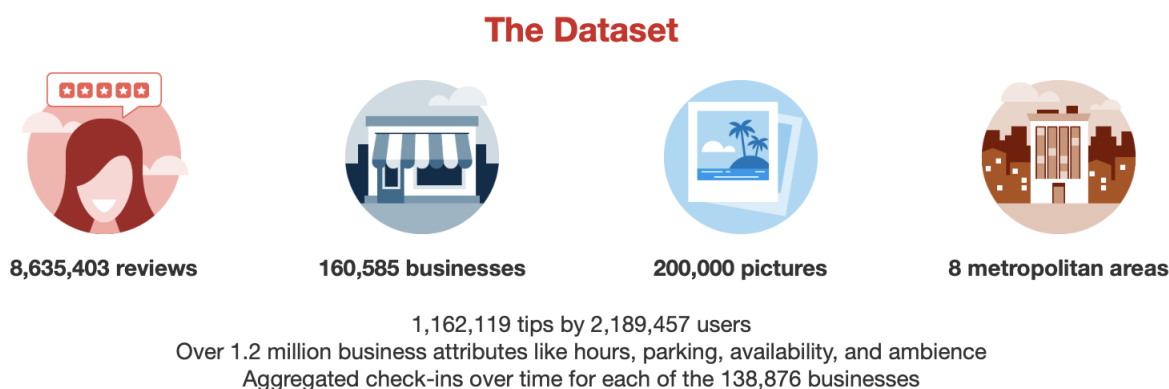 The Dataset
8,635,403 reviews
160,585 businesses
200,000 pictures
8 metropolitan areas
1,162,119 tips by 2,189,457 users
Over 1.2 million business attributes like hours, parking, availability, and ambience
Aggregated check-ins over time for each of the 138,876 businesses